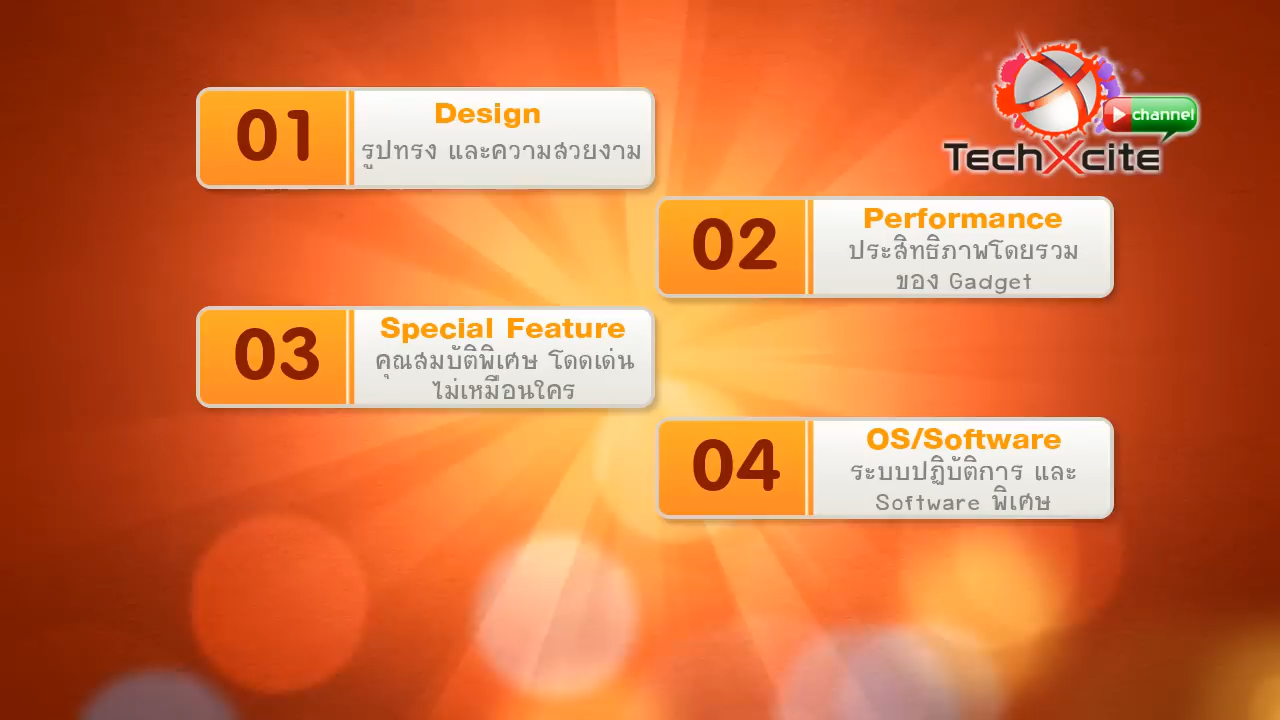 01
Design
รูปทรง และความสวยงาม
channel
TechXcite
02
Performance
ประสิทธิภาพโดยรวม
ของ Gadget
03
Special Feature
คุณสมบัติพิเศษ โดดเด่น
ไม่เหมือนใคร
04
OS/Software
ระบบปฏิบัติการ และ
Software พิเศษ